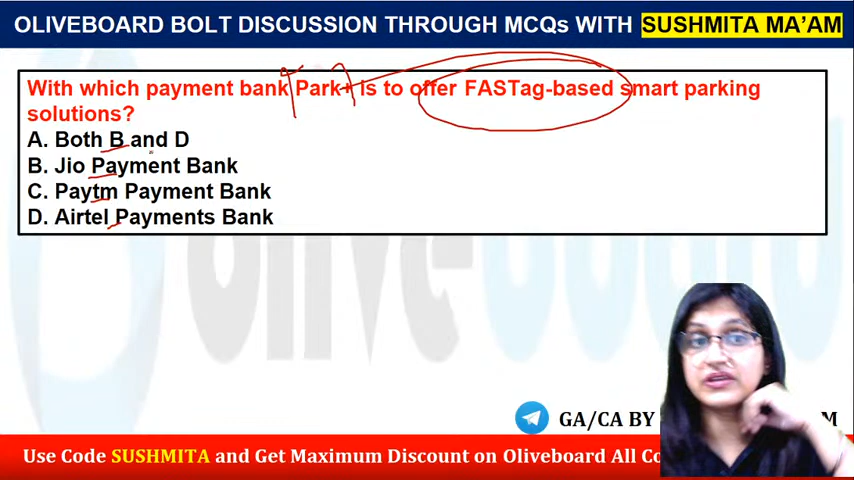 OLIVEBOARD BOLT DISCUSSION THROUGH MCQs WITH SUSHMITA MA’AM
With which payment bank Park+ is to offer FASTag-based smart parking
solutions?
A. Both B and D
B. Jio Payment Bank
C. Paytm Payment Bank
D. Airtel Payments Bank
GA/CA BY
Use Code SUSHMITA and Get Maximum Discount on Oliveboard All